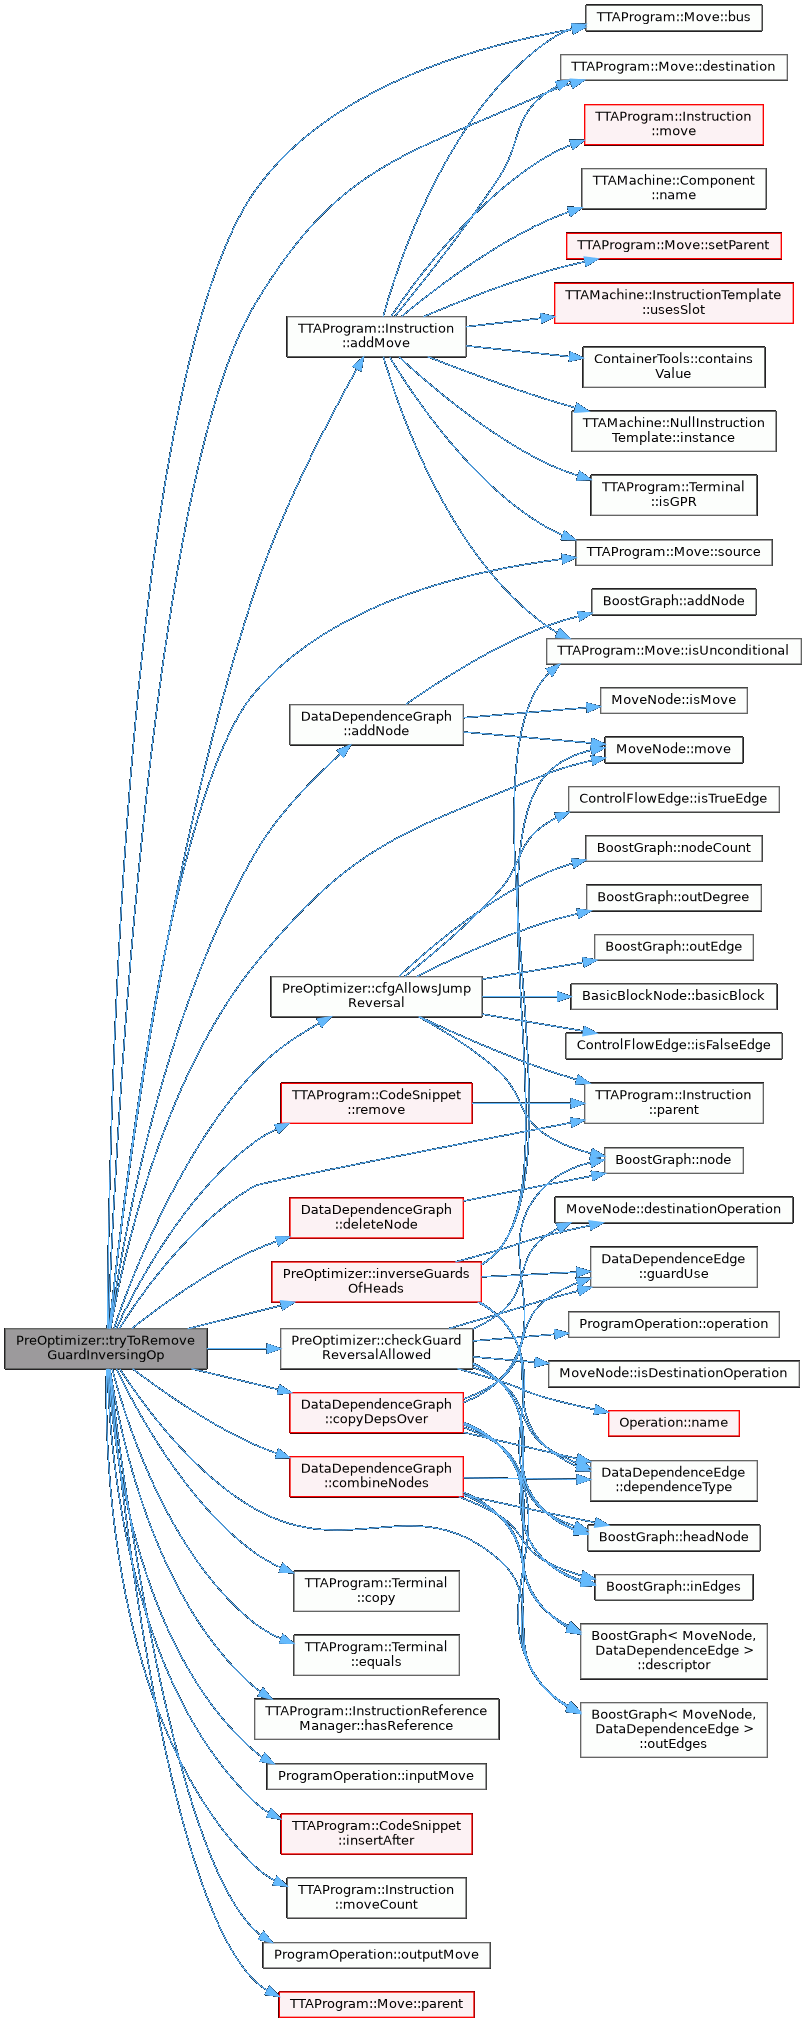 TTAProgram::Move::bus
TTAProgram::Move::destination
TTAProgram::Instruction
::move
TTAMachine::Component
::name
TTAProgram::Move::setParent
TTAMachine::InstructionTemplate
::usesSlot
TTAProgram::Instruction
::addMove
ContainerTools::contains
Value
TTAMachine::NullInstruction
Template::instance
TTAProgram::Terminal
::isGPR
TTAProgram::Move::source
BoostGraph::addNode
TTAProgram::Move::isUnconditional
MoveNode::isMove
DataDependenceGraph
::addNode
MoveNode::move
ControlFlowEdge::isTrueEdge
BoostGraph::nodeCount
BoostGraph::outDegree
BoostGraph::outEdge
PreOptimizer::cfgAllowsJump
Reversal
BasicBlockNode::basicBlock
ControlFlowEdge::isFalseEdge
TTAProgram::CodeSnippet
::remove
TTAProgram::Instruction
::parent
BoostGraph::node
DataDependenceGraph
::deleteNode
MoveNode::destinationOperation
PreOptimizer::inverseGuards
OfHeads
DataDependenceEdge
::guardUse
ProgramOperation::operation
PreOptimizer::tryToRemove
GuardInversingOp
PreOptimizer::checkGuard
ReversalAllowed
MoveNode::isDestinationOperation
DataDependenceGraph
::copyDepsOver
Operation::name
DataDependenceGraph
::combineNodes
DataDependenceEdge
::dependenceType
BoostGraph::headNode
TTAProgram::Terminal
::copy
BoostGraph::inEdges
TTAProgram::Terminal
::equals
BoostGraph< MoveNode,
DataDependenceEdge >
::descriptor
TTAProgram::InstructionReference
Manager::hasReference
BoostGraph< MoveNode,
DataDependenceEdge >
::outEdges
ProgramOperation::inputMove
TTAProgram::CodeSnippet
::insertAfter
TTAProgram::Instruction
::moveCount
ProgramOperation::outputMove
TTAProgram::Move::parent